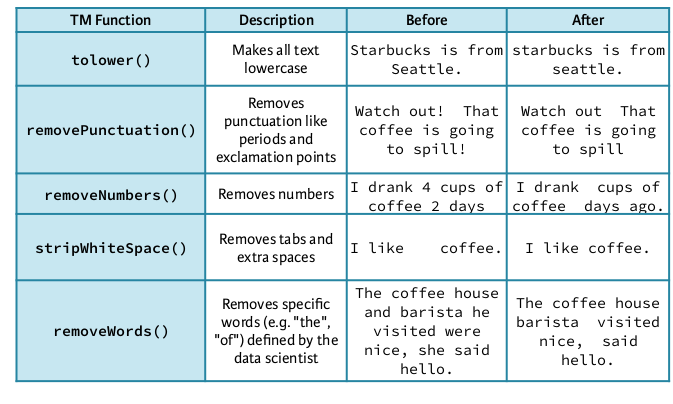 TM Function Description Before After
tolower()
Makes all text
lowercase
Starbucks is from
Seattle.
starbucks is from
seattle.
removePunctuation()
Removes
punctuation like
periods and
exclamation points
Watch out!  That
coffee is going
to spill!
Watch out  That
coffee is going
to spill
removeNumbers()
Removes numbers
I drank 4 cups of
coffee 2 days
I drank  cups of
coffee  days ago.
stripWhiteSpace()
Removes tabs and
extra spaces
I like    coffee.
I like coffee.
removeWords()
Removes specific
words (e.g. "the",
"of") defined by the
data scientist
The coffee house
and barista he
visited were
nice, she said
hello.
The coffee house
barista  visited
nice,  said
hello.